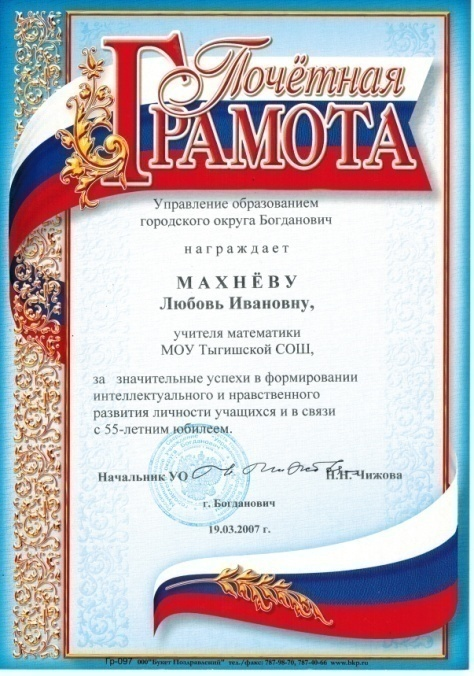 Почётная
ГРАМОТА
Управление образованием
городского округа Богданович
награждает
МАХНЁВУ
Любовь Ивановну,
учителя математики
МОУ Тыгишской СОШ,
за значительные успехи в формировании
интеллектуального и нравственного
развития личности учащихся и в связи
с 55-летним юбилеем.
Начальник УО Н.Н. Чижова
г. Богданович
19.03.2007 г.
Гр-097 ООО"Букет Поздравлений" тел./факс: 787-98-70, 787-40-66 www.bkp.ru